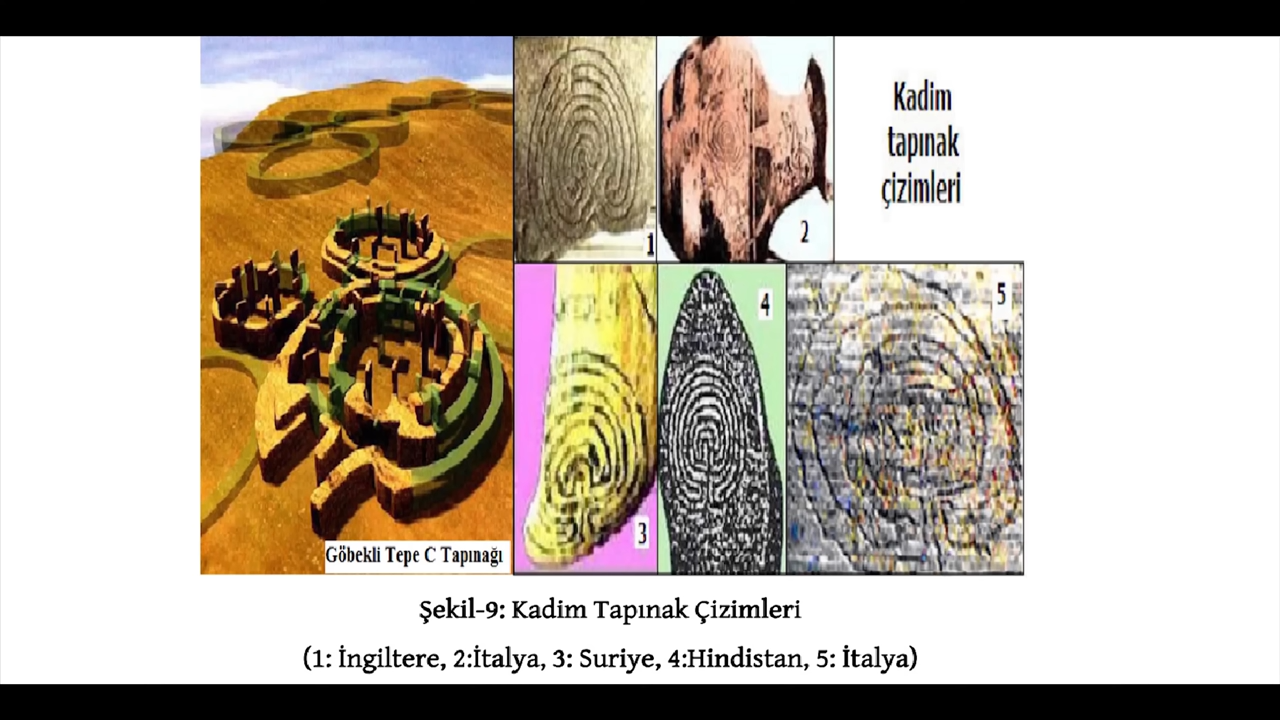 Kadim
tapınak
çizimleri
1
2
3
4
5
Göbekli Tepe C Tapınağı
Şekil-9: Kadim Tapınak Çizimleri
(1: İngiltere, 2:İtalya, 3: Suriye, 4:Hindistan, 5: İtalya)